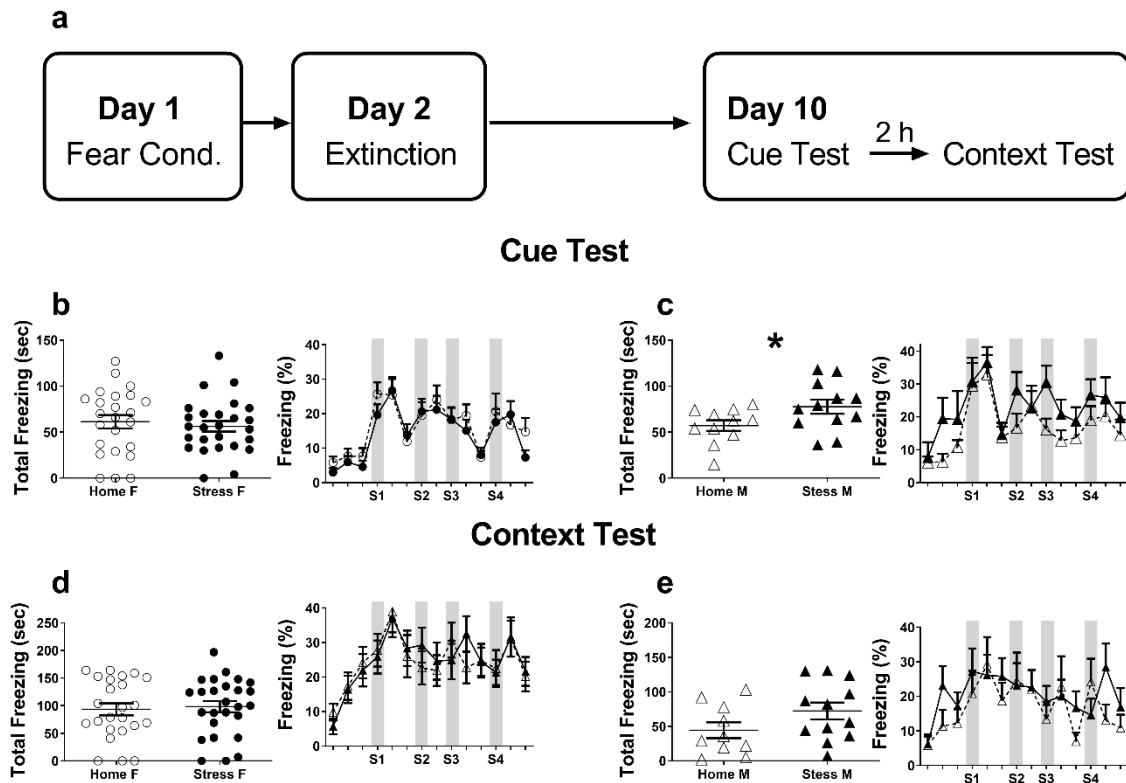 a
Day 1
Fear Cond.
Day 2
Extinction
Day 10
Cue Test
2 h
Context Test
Cue Test
b
Total Freezing (sec)
150
100
50
0
Home F
Stress F
Freezing (%)
40
30
20
10
0
S1
S2
S3
S4
c
Total Freezing (sec)
150
100
50
0
*
Home M
Stess M
Freezing (%)
40
30
20
10
0
S1
S2
S3
S4
Context Test
d
Total Freezing (sec)
250
200
150
100
50
0
Home F
Stress F
Freezing (%)
40
30
20
10
0
S1
S2
S3
S4
e
Total Freezing (sec)
200
150
100
50
0
Home M
Stess M
Freezing (%)
40
30
20
10
0
S1
S2
S3
S4